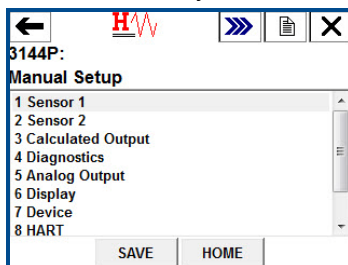 H
3144P:
Manual Setup
1 Sensor 1
2 Sensor 2
3 Calculated Output
4 Diagnostics
5 Analog Output
6 Display
7 Device
8 HART
SAVE HOME